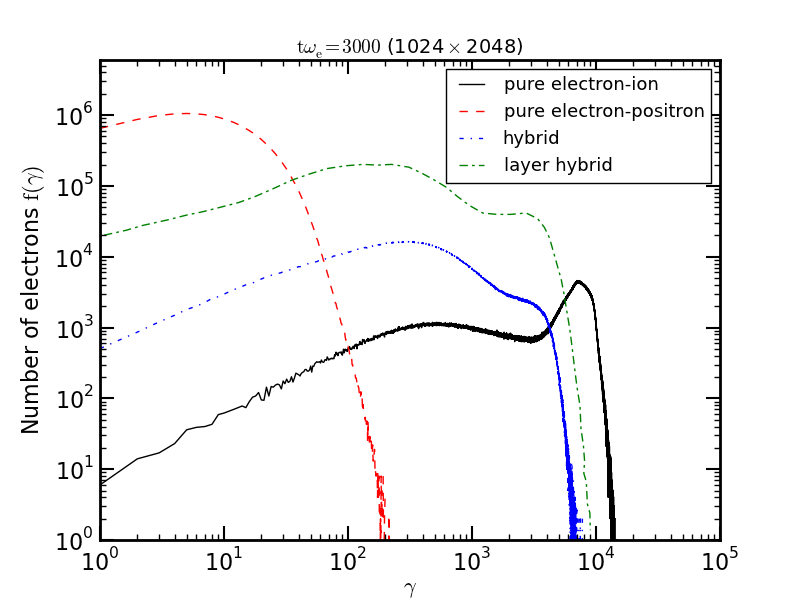 tω_e=3000 (1024 × 2048)
pure electron-ion
pure electron-positron
hybrid
layer hybrid
Number of electrons f(γ)
10^6
10^5
10^4
10^3
10^2
10^1
10^0
10^0 10^1 10^2 10^3 10^4 10^5
γ